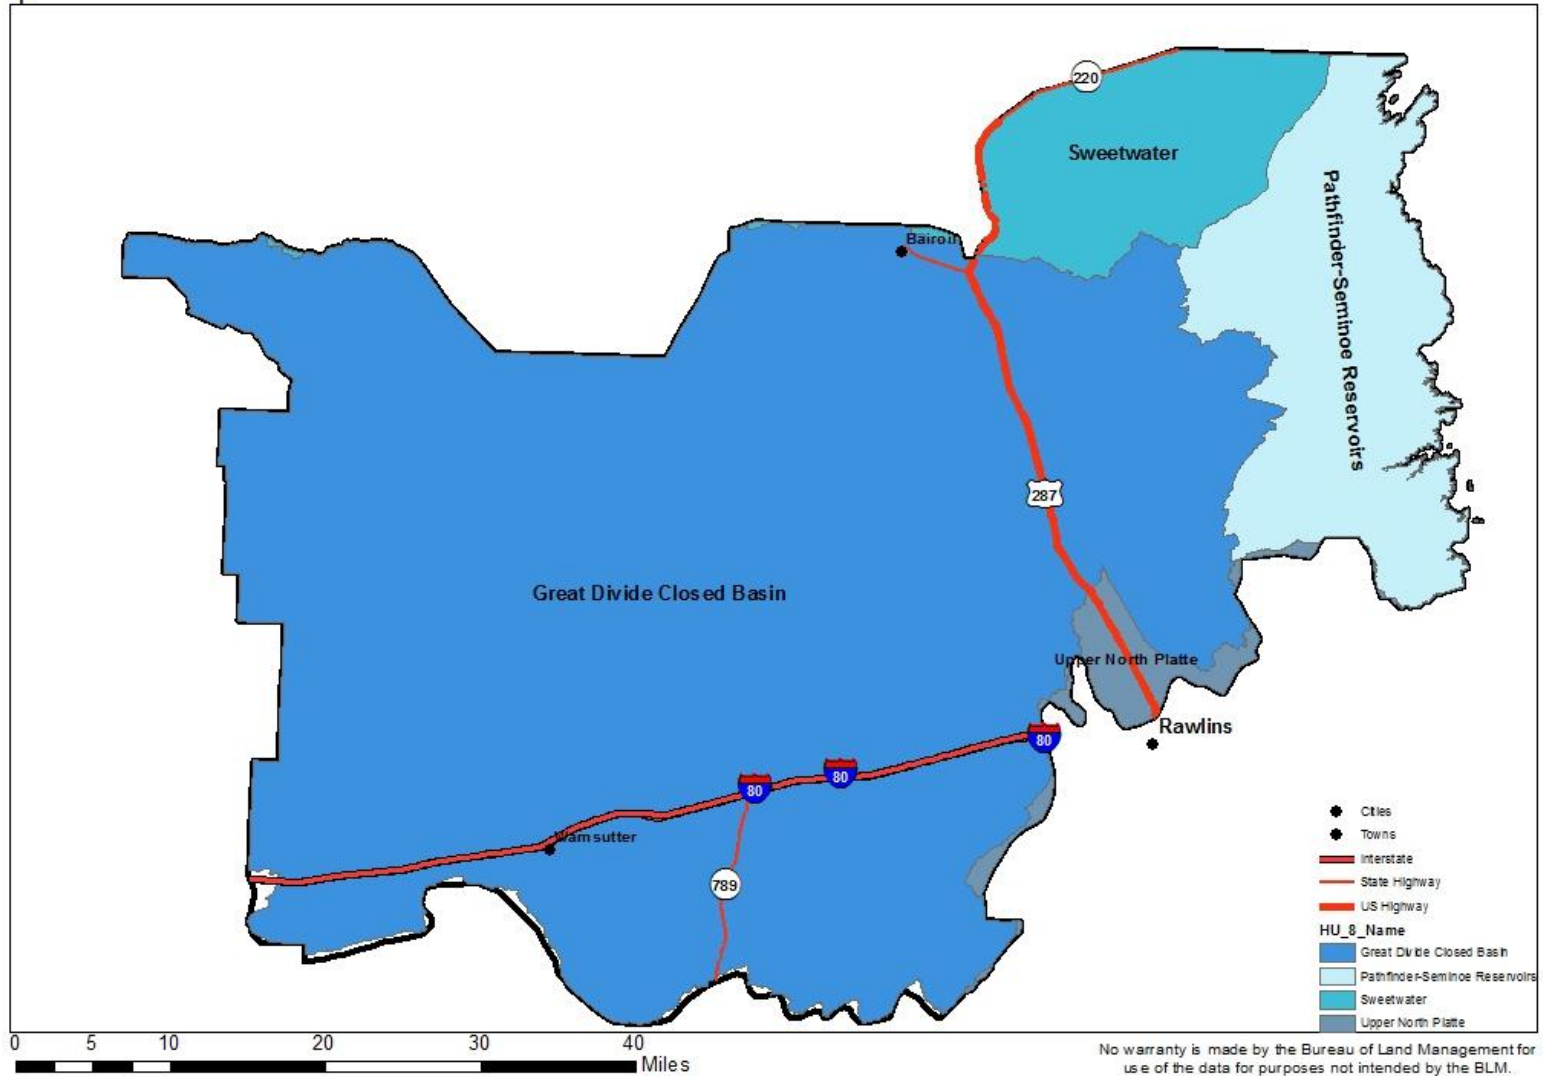 220
Sweetwater
Pathfinder-Seminoe Reservoirs
Bairoil
287
Great Divide Closed Basin
Upper North Platte
Rawlins
80
80
80
Wamsutter
789
Cities
Towns
Interstate
State Highway
US Highway
HU_8_Name
Great Divide Closed Basin
Pathfinder-Seminoe Reservoirs
Sweetwater
Upper North Platte
0 5 10 20 30 40
Miles
No warranty is made by the Bureau of Land Management for
use of the data for purposes not intended by the BLM.